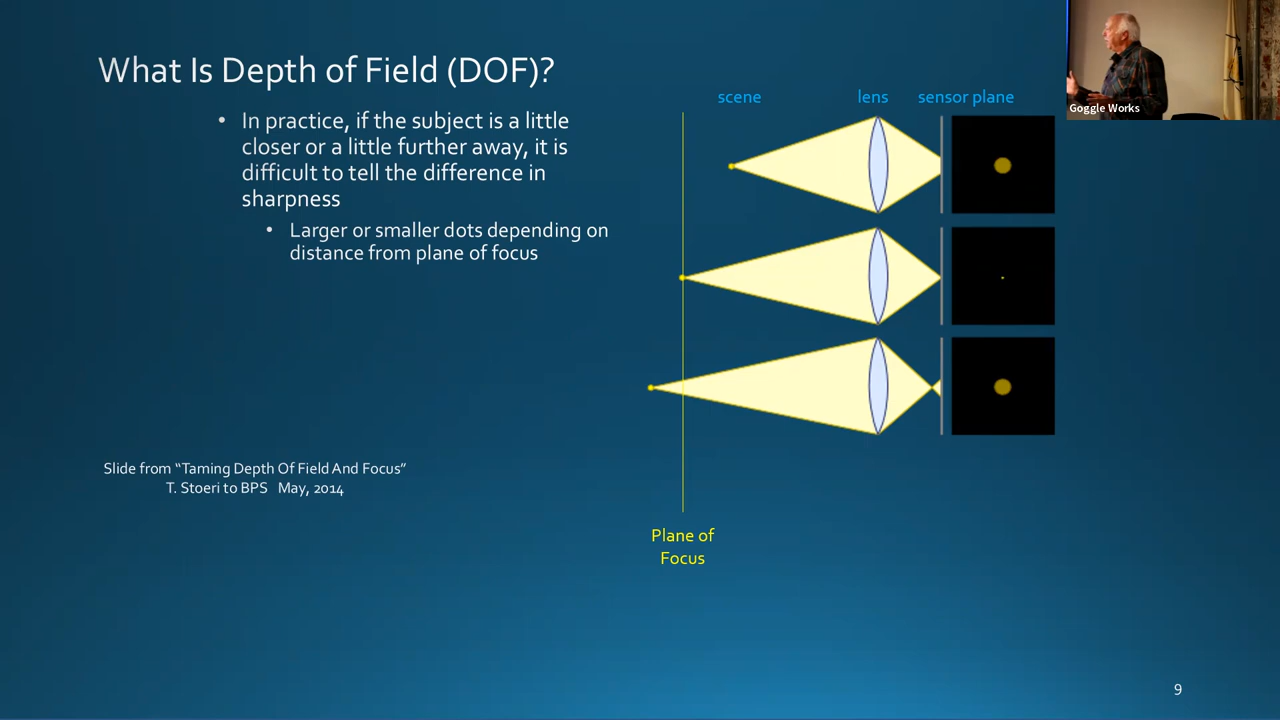 What Is Depth of Field (DOF)?
• In practice, if the subject is a little
closer or a little further away, it is
difficult to tell the difference in
sharpness
• Larger or smaller dots depending on
distance from plane of focus
scene
lens
sensor plane
Goggle Works
Slide from “Taming Depth Of Field And Focus”
T. Stoeri to BPS May, 2014
Plane of
Focus
9